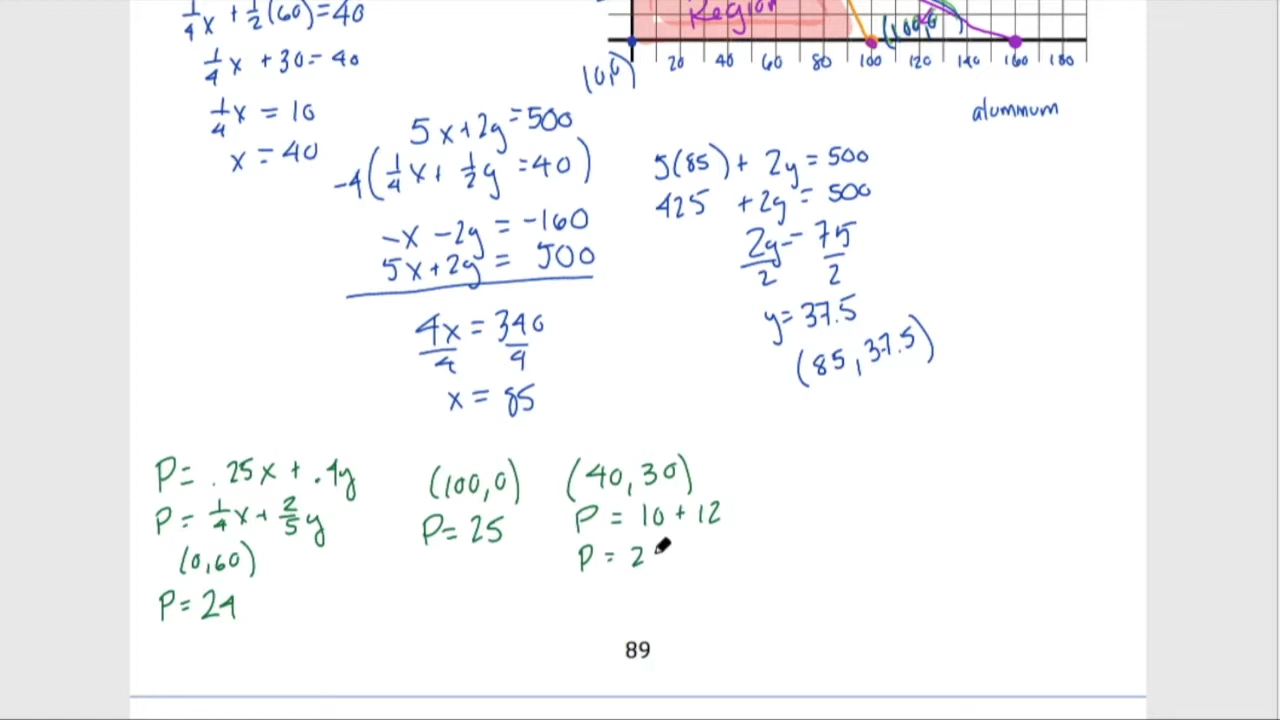 1/4x + 1/2(60) = 40
1/4x + 30 = 40
1/4x = 10
x = 40
Region
(100,0)
(0,0)
20 40 60 80 100 120 140 160 180
alummum
5x + 2y = 500
-4(1/4x + 1/2y = 40)
-x - 2y = -160
5x + 2y = 500
4x/4 = 340/4
x = 85
5(85) + 2y = 500
425 + 2y = 500
2y/2 = 75/2
y = 37.5
(85, 37.5)
P = .25x + .4y
P = 1/4x + 2/5y
(0,60)
P = 24
(100,0)
P = 25
(40,30)
P = 10 + 12
P = 2
89